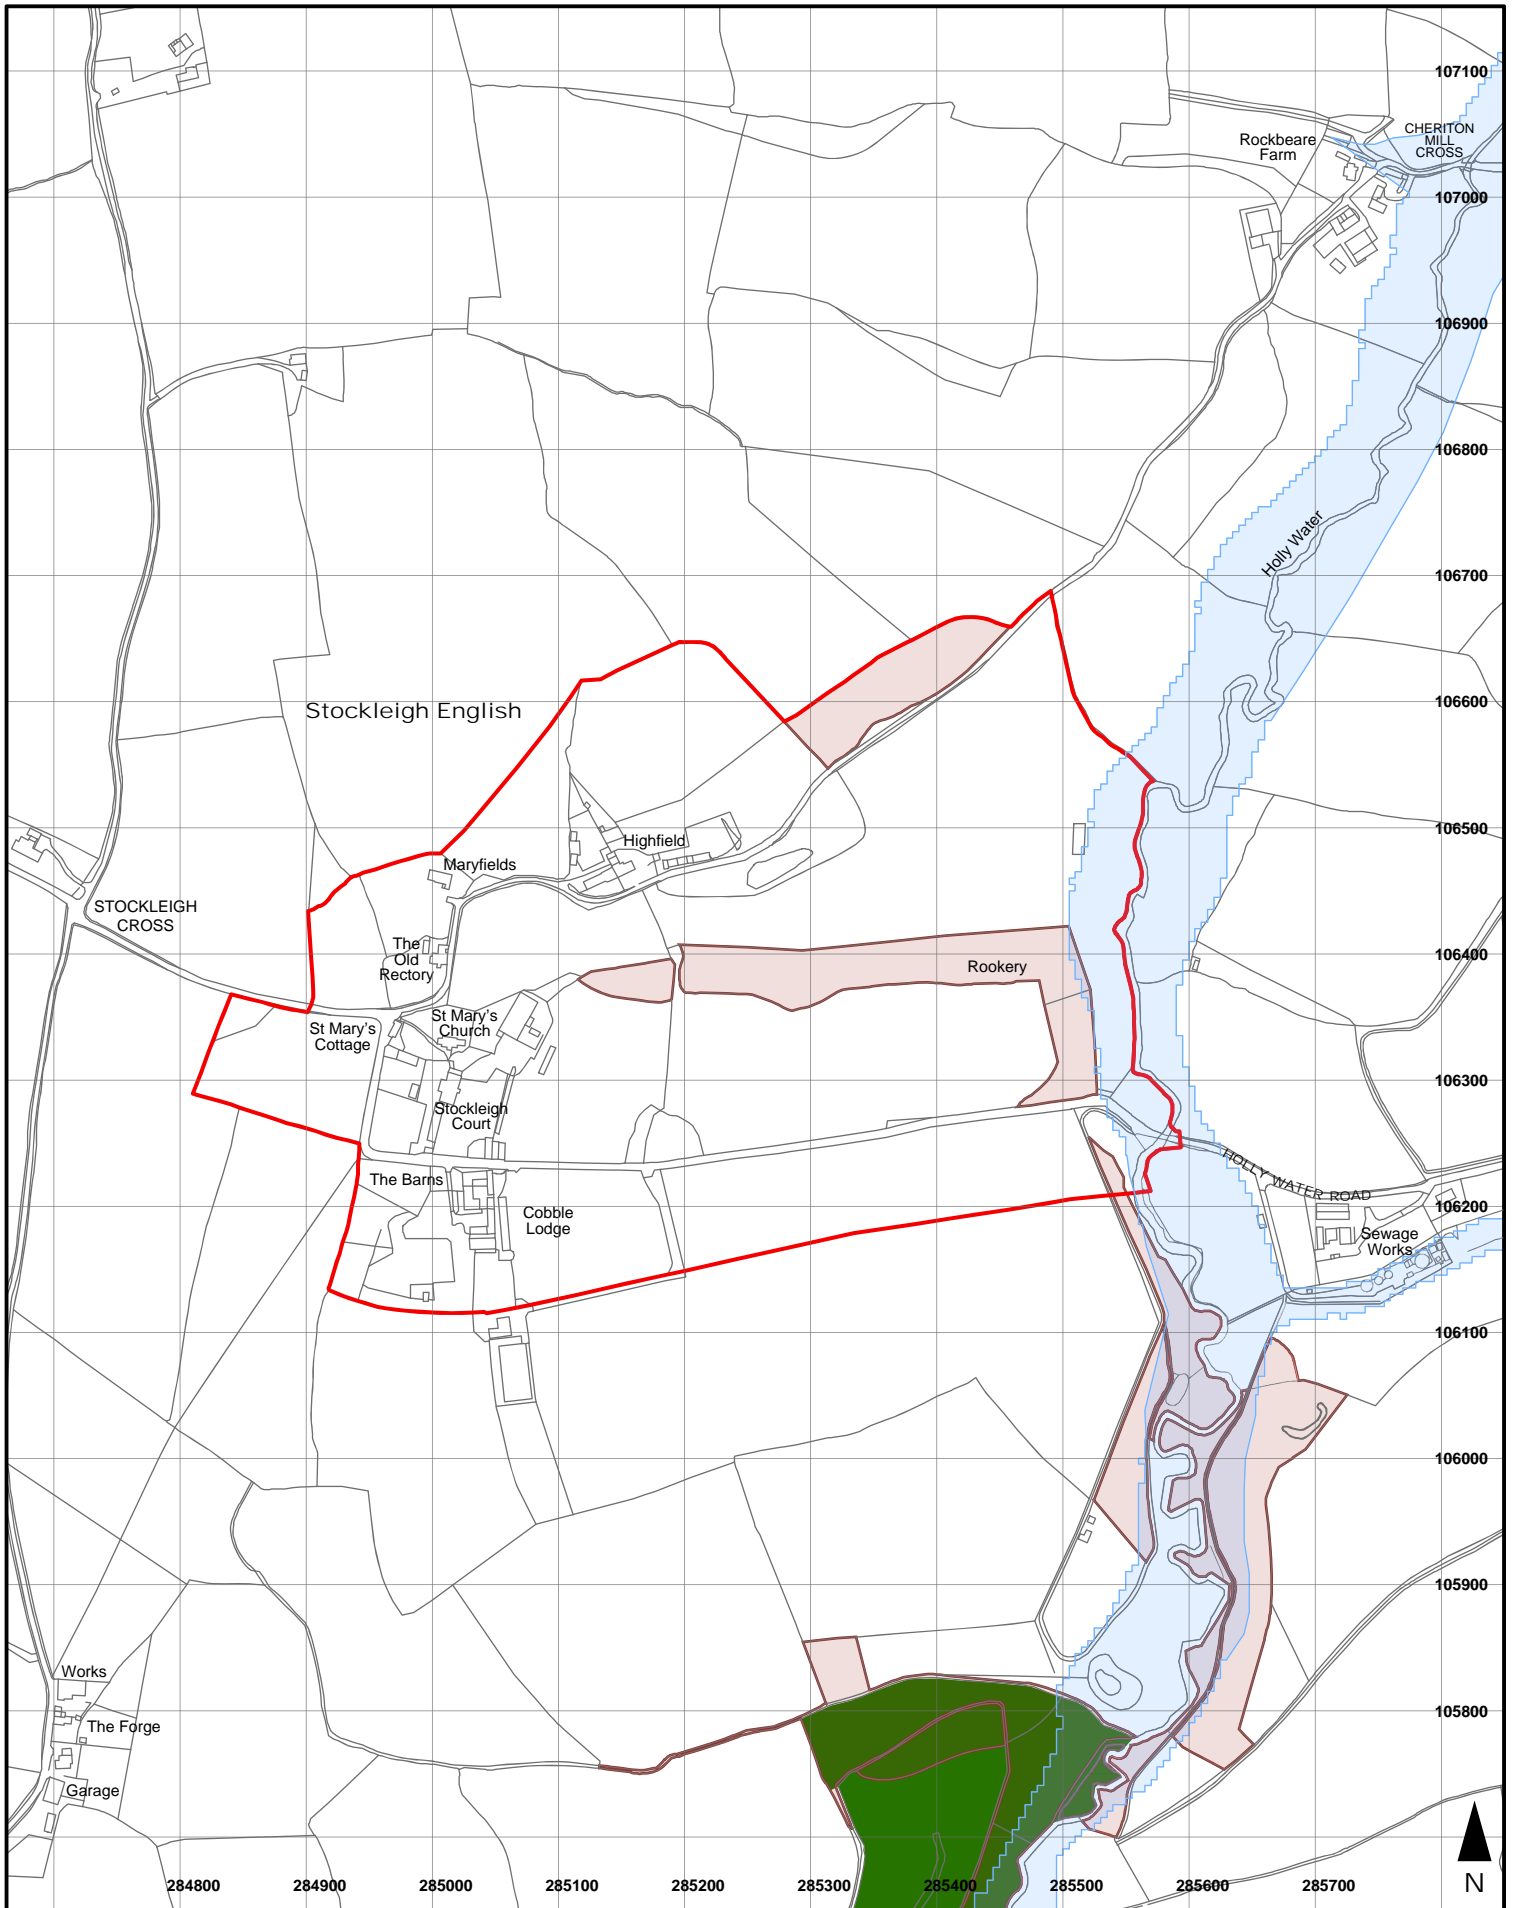 107100
Rockbeare
Farm
CHERITON
MILL
CROSS
107000
106900
106800
Holly Water
106700
Stockleigh English
106600
106500
Highfield
Maryfields
STOCKLEIGH
CROSS
The
Old
Rectory
106400
Rookery
St Mary's
Church
St Mary's
Cottage
106300
Stockleigh
Court
HOLLY WATER ROAD
The Barns
106200
Cobble
Lodge
Sewage
Works
106100
106000
105900
Works
The Forge
105800
Garage
N
284800
284900
285000
285100
285200
285300
285400
285500
285600
285700